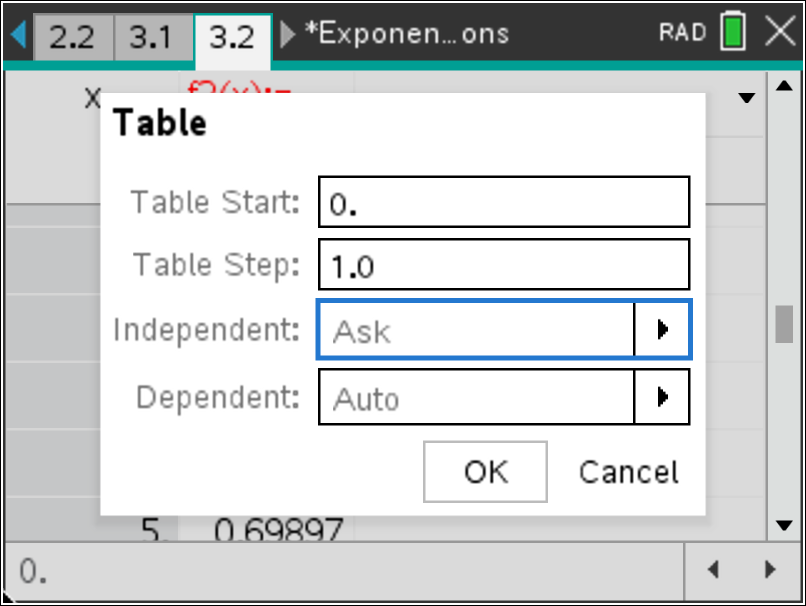 2.2 3.1 3.2 *Exponen...ons RAD
x f2(x):=
Table
Table Start: 0.
Table Step: 1.0
Independent: Ask
Dependent: Auto
OK Cancel
5. 0.69897
0.